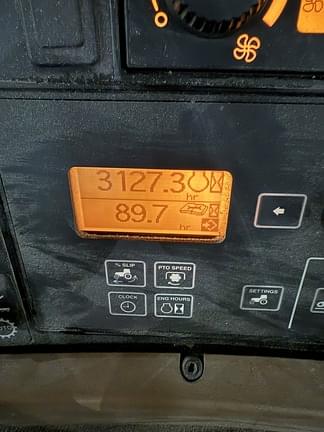 3127.3
hr
89.7
hr
% SLIP
PTO SPEED
CLOCK
ENG HOURS
SETTINGS